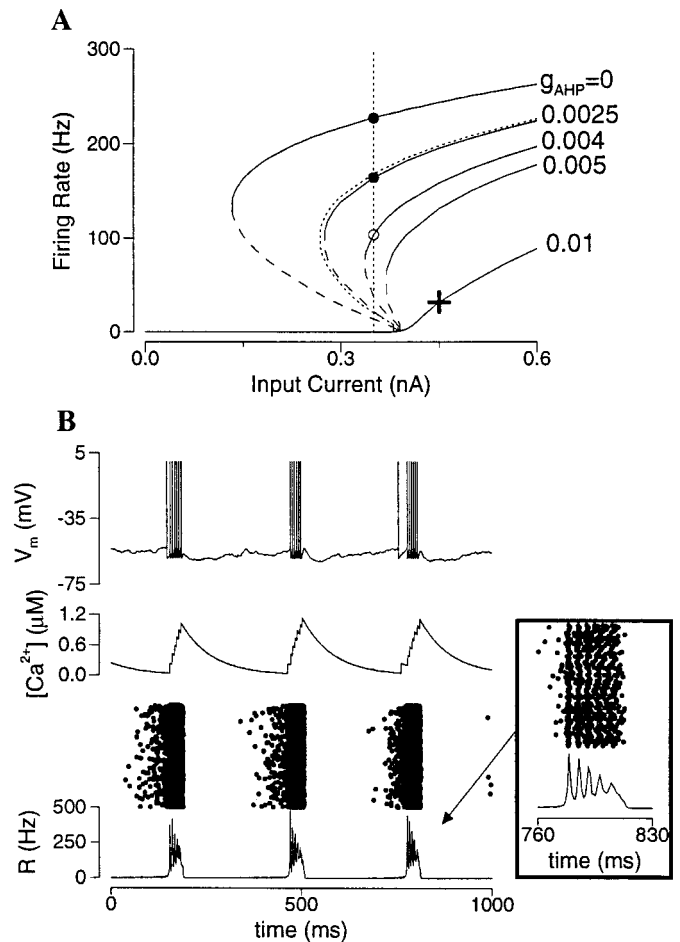 A
300
200
100
0
Firing Rate (Hz)
g_AHP=0
0.0025
0.004
0.005
0.01
0.0
0.3
0.6
Input Current (nA)
B
5
-35
-75
V_m (mV)
1.2
0.6
0.0
[Ca²⁺] (μM)
500
250
0
R (Hz)
0
500
1000
time (ms)
760
830
time (ms)